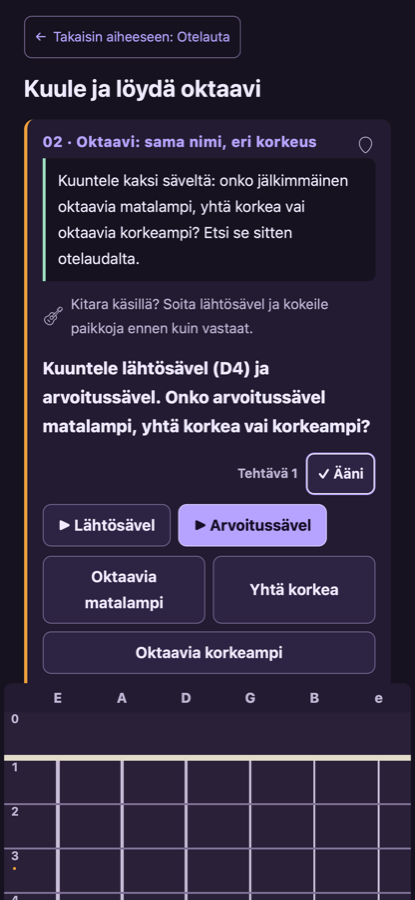 ← Takaisin aiheeseen: Otelauta
Kuule ja löydä oktaavi
02 · Oktaavi: sama nimi, eri korkeus
Kuuntele kaksi säveltä: onko jälkimmäinen
oktaavia matalampi, yhtä korkea vai
oktaavia korkeampi? Etsi se sitten
otelaudalta.
Kitara käsillä? Soita lähtösävel ja kokeile
paikkoja ennen kuin vastaat.
Kuuntele lähtösävel (D4) ja
arvoitussävel. Onko arvoitussävel
matalampi, yhtä korkea vai korkeampi?
Tehtävä 1 ✓ Ääni
▶ Lähtösävel ▶ Arvoitussävel
Oktaavia
matalampi
Yhtä korkea
Oktaavia korkeampi
E A D G B e
0
1
2
3
4